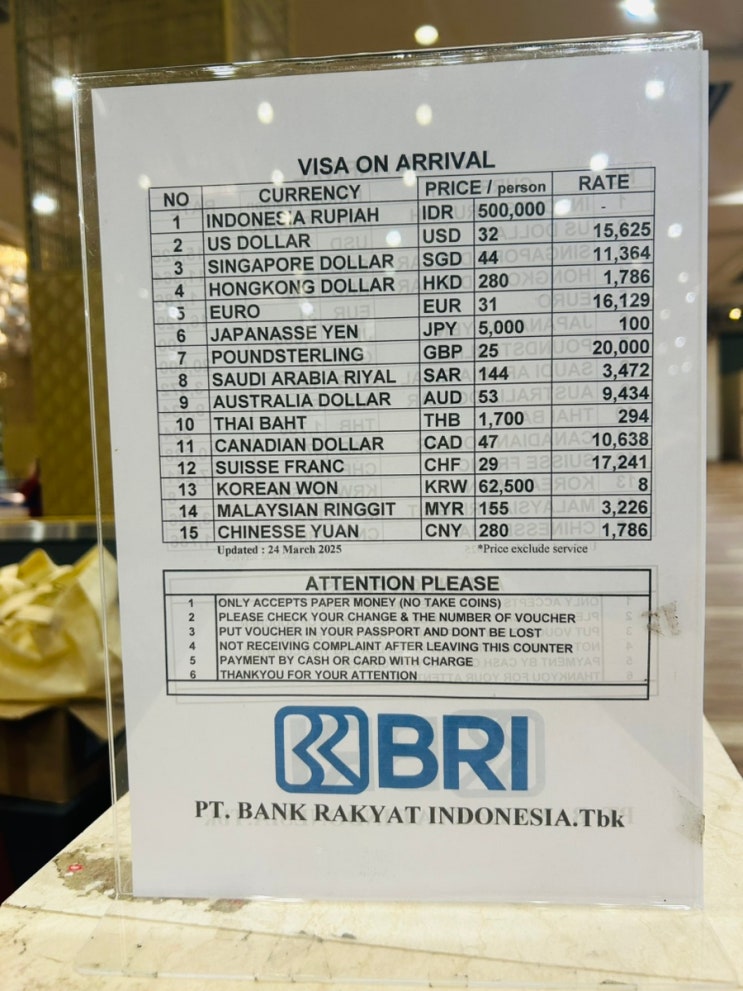 VISA ON ARRIVAL
NO CURRENCY PRICE / person RATE
1 INDONESIA RUPIAH IDR 500,000 -
2 US DOLLAR USD 32 15,625
3 SINGAPORE DOLLAR SGD 44 11,364
4 HONGKONG DOLLAR HKD 280 1,786
5 EURO EUR 31 16,129
6 JAPANASSE YEN JPY 5,000 100
7 POUNDSTERLING GBP 25 20,000
8 SAUDI ARABIA RIYAL SAR 144 3,472
9 AUSTRALIA DOLLAR AUD 53 9,434
10 THAI BAHT THB 1,700 294
11 CANADIAN DOLLAR CAD 47 10,638
12 SUISSE FRANC CHF 29 17,241
13 KOREAN WON KRW 62,500 8
14 MALAYSIAN RINGGIT MYR 155 3,226
15 CHINESSE YUAN CNY 280 1,786
Updated : 24 March 2025 *Price exclude service
ATTENTION PLEASE
1 ONLY ACCEPTS PAPER MONEY (NO TAKE COINS)
2 PLEASE CHECK YOUR CHANGE & THE NUMBER OF VOUCHER
3 PUT VOUCHER IN YOUR PASSPORT AND DONT BE LOST
4 NOT RECEIVING COMPLAINT AFTER LEAVING THIS COUNTER
5 PAYMENT BY CASH OR CARD WITH CHARGE
6 THANKYOU FOR YOUR ATTENTION
BRI
PT. BANK RAKYAT INDONESIA.Tbk